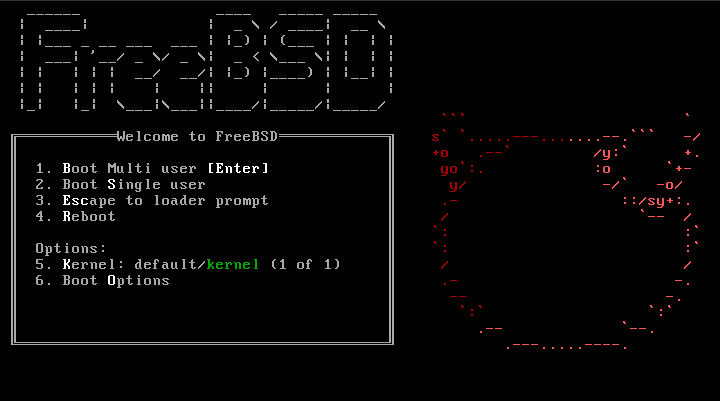 FreeBSD
Welcome to FreeBSD
1. Boot Multi user [Enter]
2. Boot Single user
3. Escape to loader prompt
4. Reboot
Options:
5. Kernel: default/kernel (1 of 1)
6. Boot Options